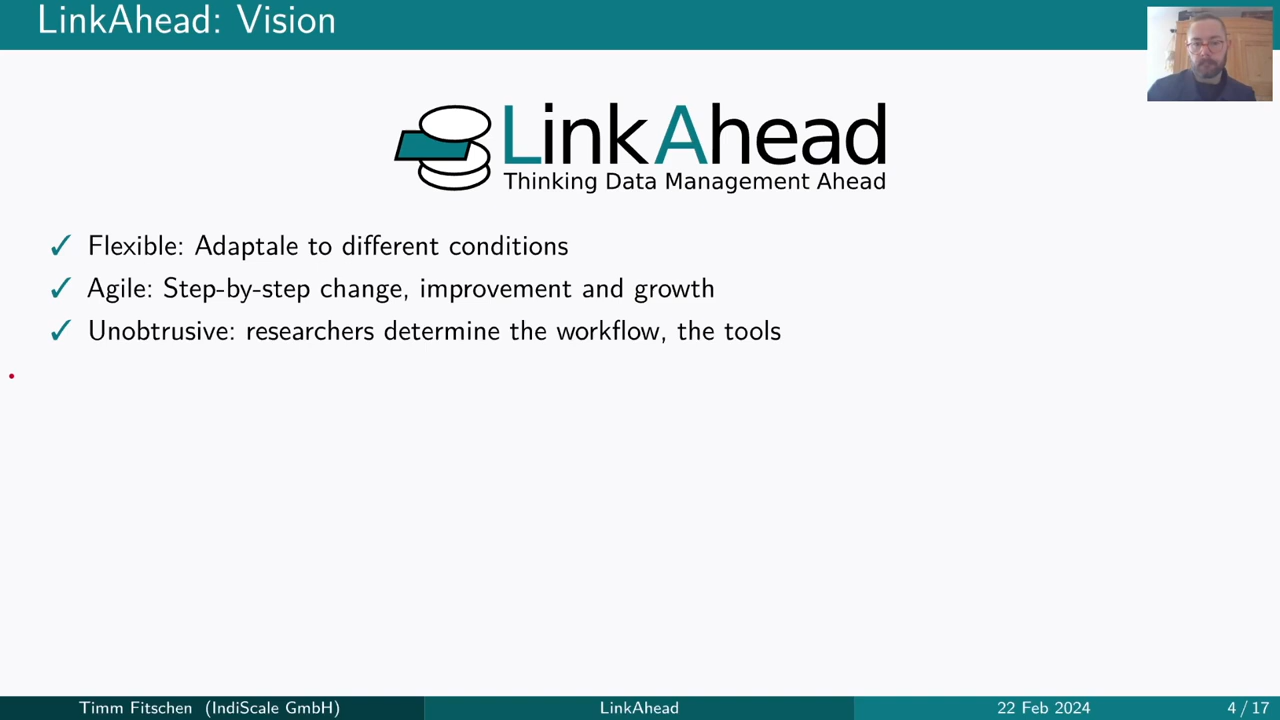 LinkAhead: Vision
LinkAhead
Thinking Data Management Ahead
✓ Flexible: Adaptale to different conditions
✓ Agile: Step-by-step change, improvement and growth
✓ Unobtrusive: researchers determine the workflow, the tools
Timm Fitschen (IndiScale GmbH) LinkAhead 22 Feb 2024 4 / 17